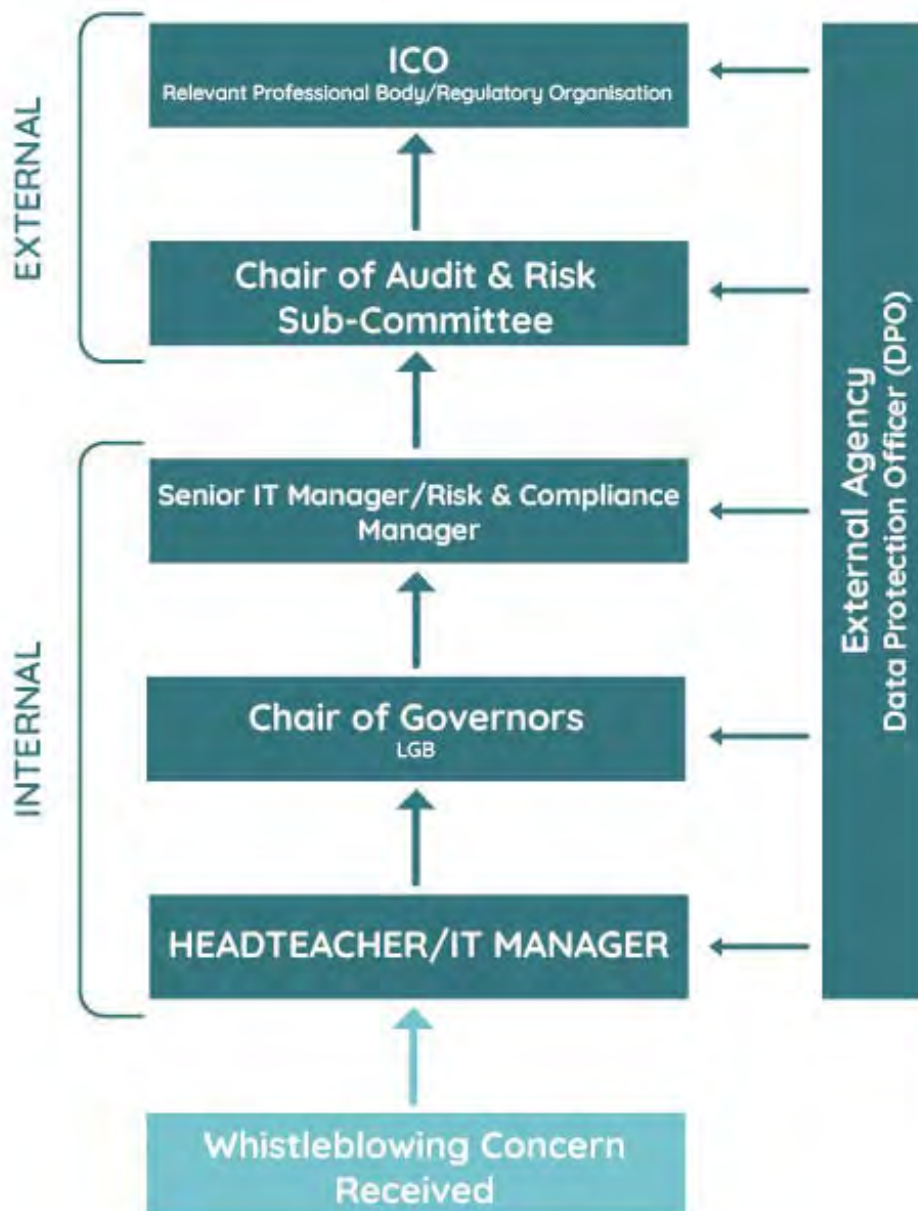 EXTERNAL
ICO
Relevant Professional Body/Regulatory Organisation
Chair of Audit & Risk
Sub-Committee
INTERNAL
Senior IT Manager/Risk & Compliance
Manager
Chair of Governors
LGB
HEADTEACHER/IT MANAGER
Whistleblowing Concern
Received
External Agency
Data Protection Officer (DPO)